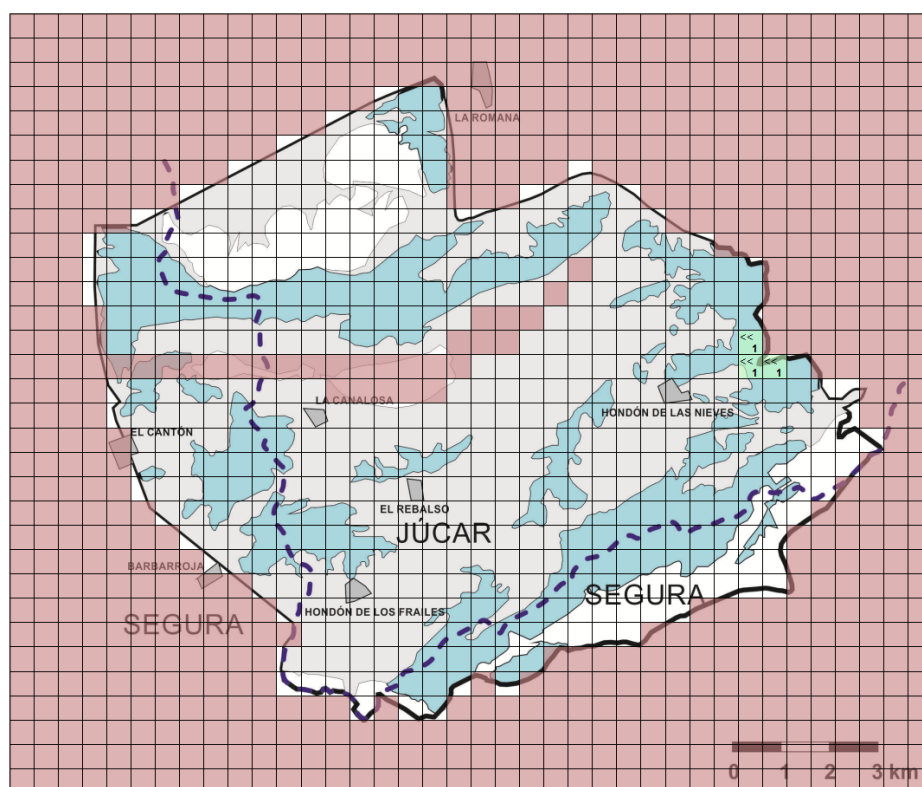 LA ROMANA
<<
1
<< <<
1 1
LA CANALOSA
HONDÓN DE LAS NIEVES
EL CANTÓN
EL REBALSO
JÚCAR
BARBARROJA
SEGURA
HONDÓN DE LOS FRAILES
SEGURA
0 1 2 3 km